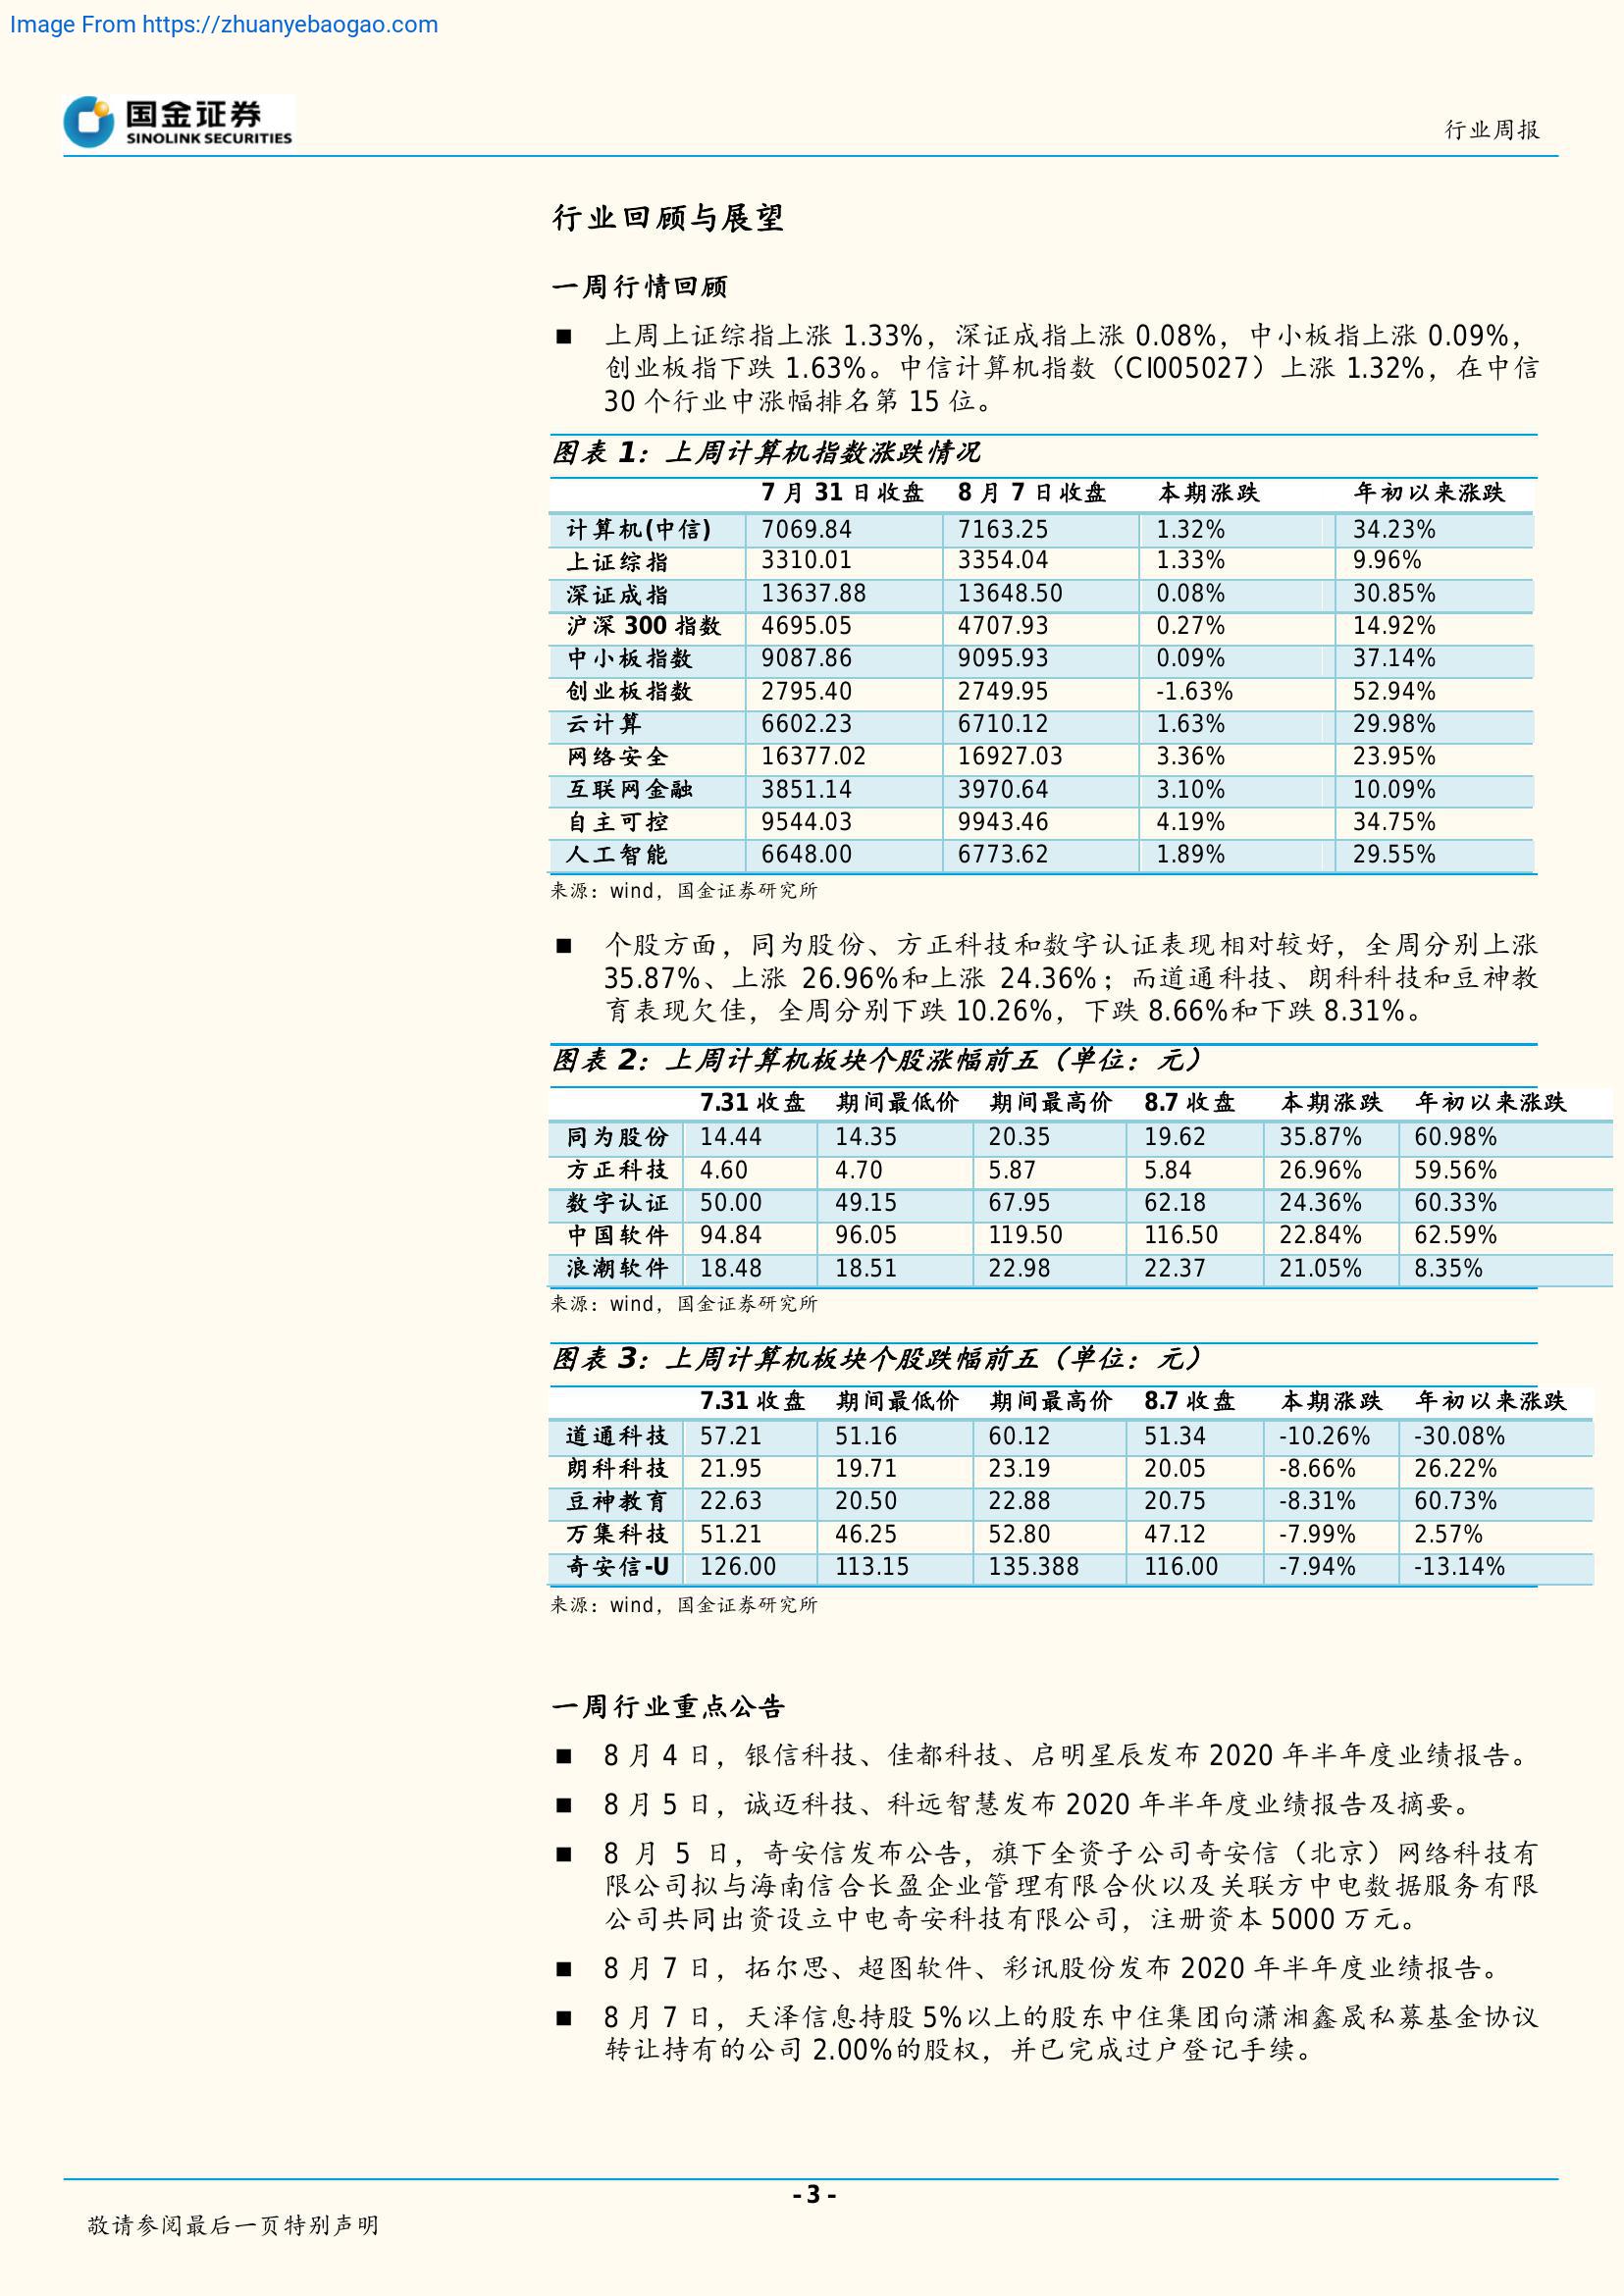 Image From https://zhuanyebaogao.com
国金证券
SINOLINK SECURITIES
行业周报
行业回顾与展望
一周行情回顾
■ 上周上证综指上涨 1.33%，深证成指上涨 0.08%，中小板指上涨 0.09%，
创业板指下跌 1.63%。中信计算机指数（CI005027）上涨 1.32%，在中信
30 个行业中涨幅排名第 15 位。
图表 1：上周计算机指数涨跌情况
7 月 31 日收盘 8 月 7 日收盘 本期涨跌 年初以来涨跌
计算机(中信) 7069.84 7163.25 1.32% 34.23%
上证综指 3310.01 3354.04 1.33% 9.96%
深证成指 13637.88 13648.50 0.08% 30.85%
沪深 300 指数 4695.05 4707.93 0.27% 14.92%
中小板指数 9087.86 9095.93 0.09% 37.14%
创业板指数 2795.40 2749.95 -1.63% 52.94%
云计算 6602.23 6710.12 1.63% 29.98%
网络安全 16377.02 16927.03 3.36% 23.95%
互联网金融 3851.14 3970.64 3.10% 10.09%
自主可控 9544.03 9943.46 4.19% 34.75%
人工智能 6648.00 6773.62 1.89% 29.55%
来源：wind，国金证券研究所
■ 个股方面，同为股份、方正科技和数字认证表现相对较好，全周分别上涨
35.87%、上涨 26.96%和上涨 24.36%；而道通科技、朗科科技和豆神教
育表现欠佳，全周分别下跌 10.26%，下跌 8.66%和下跌 8.31%。
图表 2：上周计算机板块个股涨幅前五（单位：元）
7.31 收盘 期间最低价 期间最高价 8.7 收盘 本期涨跌 年初以来涨跌
同为股份 14.44 14.35 20.35 19.62 35.87% 60.98%
方正科技 4.60 4.70 5.87 5.84 26.96% 59.56%
数字认证 50.00 49.15 67.95 62.18 24.36% 60.33%
中国软件 94.84 96.05 119.50 116.50 22.84% 62.59%
浪潮软件 18.48 18.51 22.98 22.37 21.05% 8.35%
来源：wind，国金证券研究所
图表 3：上周计算机板块个股跌幅前五（单位：元）
7.31 收盘 期间最低价 期间最高价 8.7 收盘 本期涨跌 年初以来涨跌
道通科技 57.21 51.16 60.12 51.34 -10.26% -30.08%
朗科科技 21.95 19.71 23.19 20.05 -8.66% 26.22%
豆神教育 22.63 20.50 22.88 20.75 -8.31% 60.73%
万集科技 51.21 46.25 52.80 47.12 -7.99% 2.57%
奇安信-U 126.00 113.15 135.388 116.00 -7.94% -13.14%
来源：wind，国金证券研究所
一周行业重点公告
■ 8 月 4 日，银信科技、佳都科技、启明星辰发布 2020 年半年度业绩报告。
■ 8 月 5 日，诚迈科技、科远智慧发布 2020 年半年度业绩报告及摘要。
■ 8 月 5 日，奇安信发布公告，旗下全资子公司奇安信（北京）网络科技有
限公司拟与海南信合长盈企业管理有限合伙以及关联方中电数据服务有限
公司共同出资设立中电奇安科技有限公司，注册资本 5000 万元。
■ 8 月 7 日，拓尔思、超图软件、彩讯股份发布 2020 年半年度业绩报告。
■ 8 月 7 日，天泽信息持股 5%以上的股东中住集团向潇湘鑫晟私募基金协议
转让持有的公司 2.00%的股权，并已完成过户登记手续。
- 3 -
敬请参阅最后一页特别声明